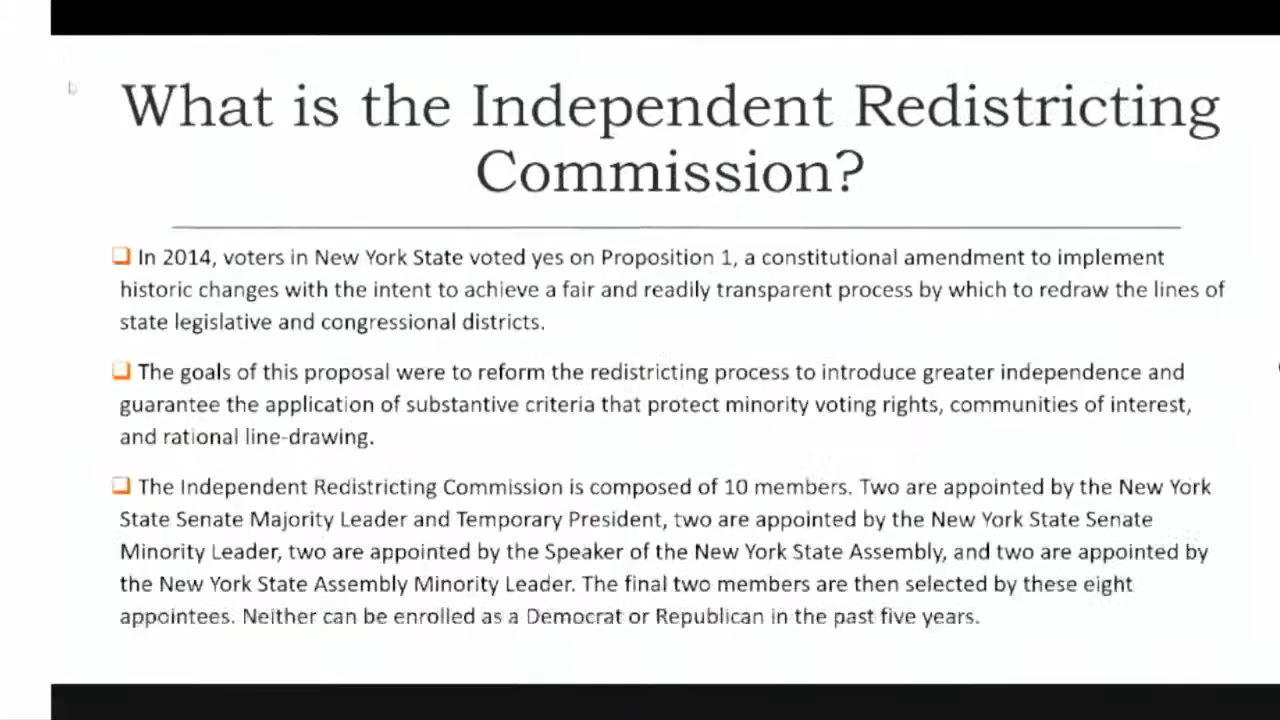 What is the Independent Redistricting
Commission?
In 2014, voters in New York State voted yes on Proposition 1, a constitutional amendment to implement
historic changes with the intent to achieve a fair and readily transparent process by which to redraw the lines of
state legislative and congressional districts.
The goals of this proposal were to reform the redistricting process to introduce greater independence and
guarantee the application of substantive criteria that protect minority voting rights, communities of interest,
and rational line-drawing.
The Independent Redistricting Commission is composed of 10 members. Two are appointed by the New York
State Senate Majority Leader and Temporary President, two are appointed by the New York State Senate
Minority Leader, two are appointed by the Speaker of the New York State Assembly, and two are appointed by
the New York State Assembly Minority Leader. The final two members are then selected by these eight
appointees. Neither can be enrolled as a Democrat or Republican in the past five years.